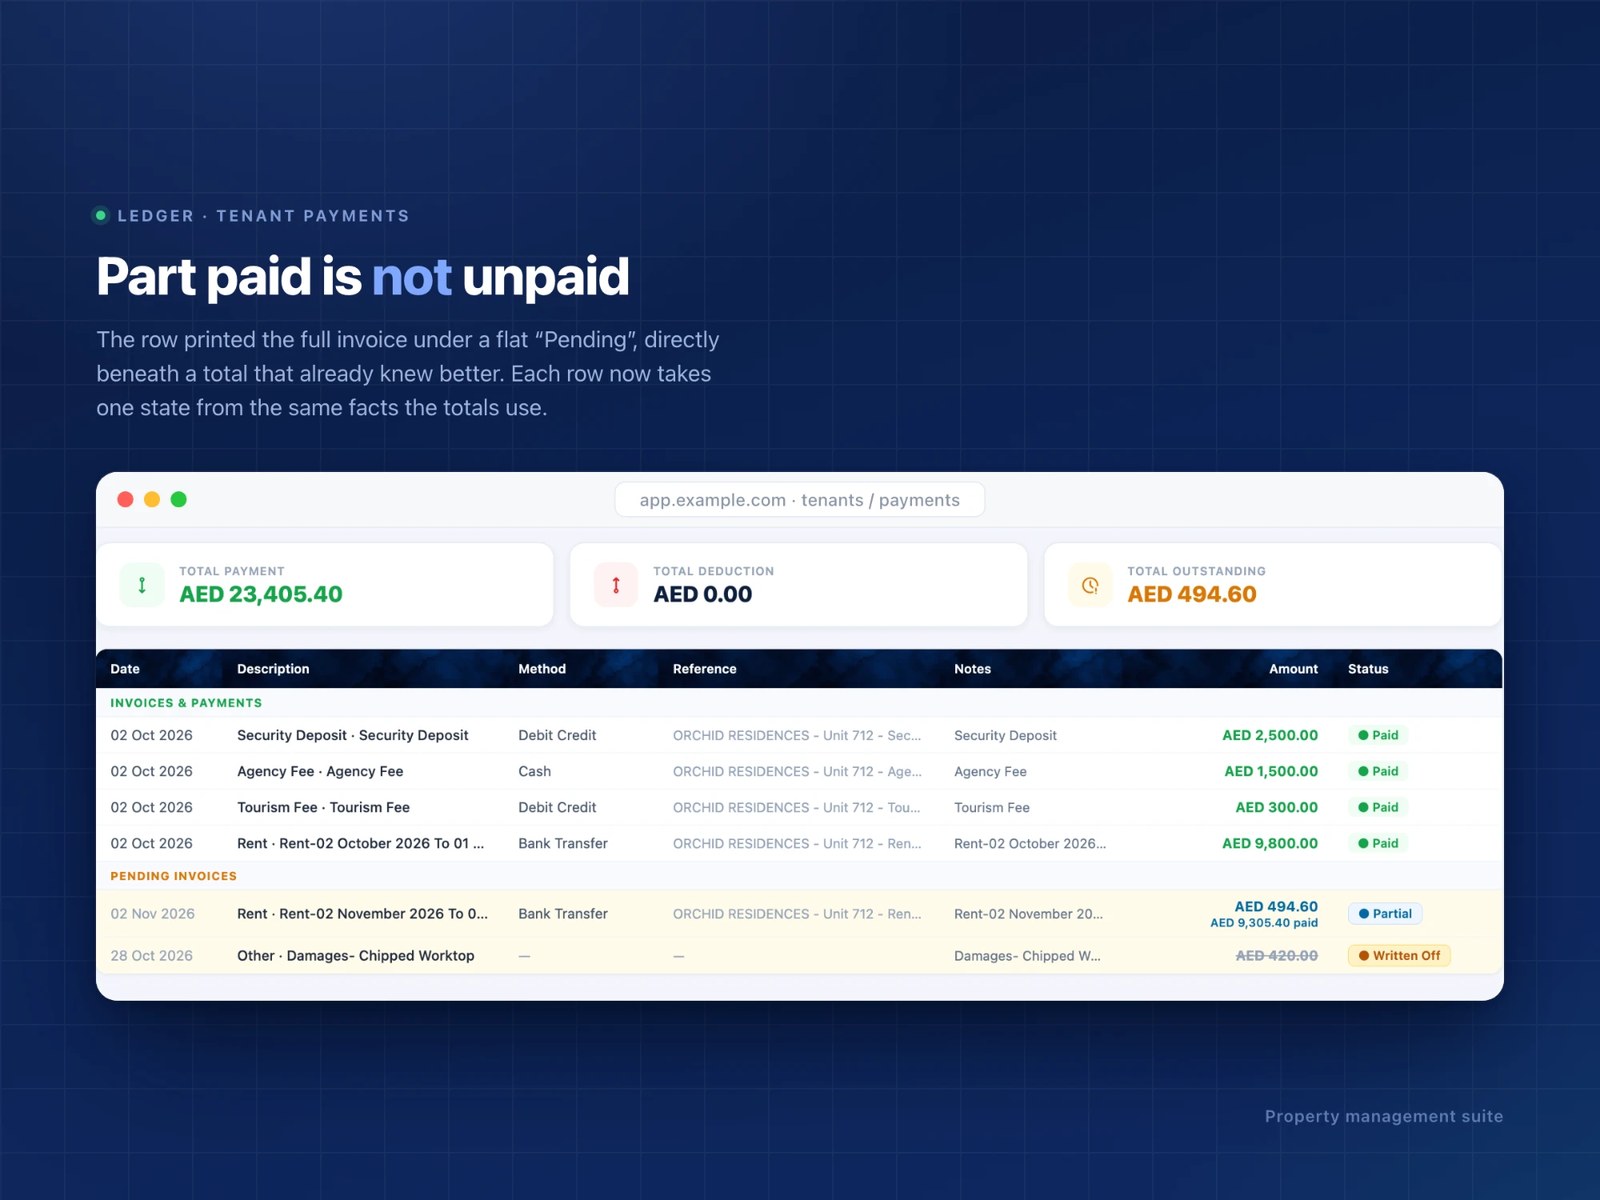 LEDGER · TENANT PAYMENTS
Part paid is not unpaid
The row printed the full invoice under a flat “Pending”, directly
beneath a total that already knew better. Each row now takes
one state from the same facts the totals use.
app.example.com · tenants / payments
TOTAL PAYMENT
AED 23,405.40
TOTAL DEDUCTION
AED 0.00
TOTAL OUTSTANDING
AED 494.60
Date Description Method Reference Notes Amount Status
INVOICES & PAYMENTS
02 Oct 2026 Security Deposit · Security Deposit Debit Credit ORCHID RESIDENCES - Unit 712 - Sec... Security Deposit AED 2,500.00 Paid
02 Oct 2026 Agency Fee · Agency Fee Cash ORCHID RESIDENCES - Unit 712 - Age... Agency Fee AED 1,500.00 Paid
02 Oct 2026 Tourism Fee · Tourism Fee Debit Credit ORCHID RESIDENCES - Unit 712 - Tou... Tourism Fee AED 300.00 Paid
02 Oct 2026 Rent · Rent-02 October 2026 To 01 ... Bank Transfer ORCHID RESIDENCES - Unit 712 - Ren... Rent-02 October 2026... AED 9,800.00 Paid
PENDING INVOICES
02 Nov 2026 Rent · Rent-02 November 2026 To 0... Bank Transfer ORCHID RESIDENCES - Unit 712 - Ren... Rent-02 November 20... AED 494.60 Partial
AED 9,305.40 paid
28 Oct 2026 Other · Damages- Chipped Worktop — — Damages- Chipped W... AED 420.00 Written Off
Property management suite